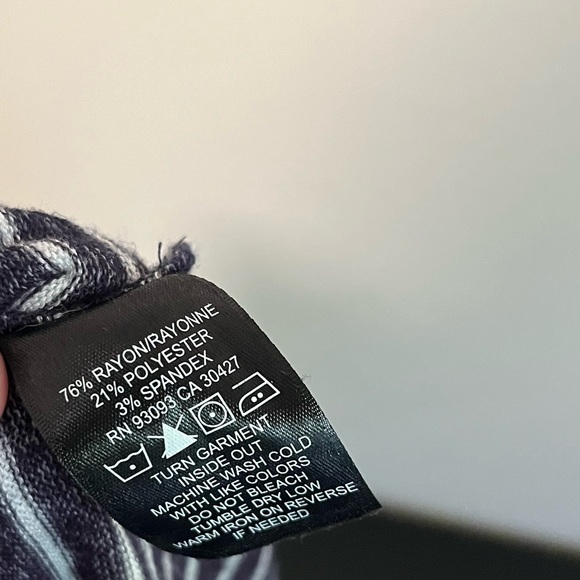 76% RAYON/RAYONNE
21% POLYESTER
3% SPANDEX
RN 93093 CA 30427
TURN GARMENT
INSIDE OUT
MACHINE WASH COLD
WITH LIKE COLORS
DO NOT BLEACH
TUMBLE DRY LOW
WARM IRON ON REVERSE
IF NEEDED